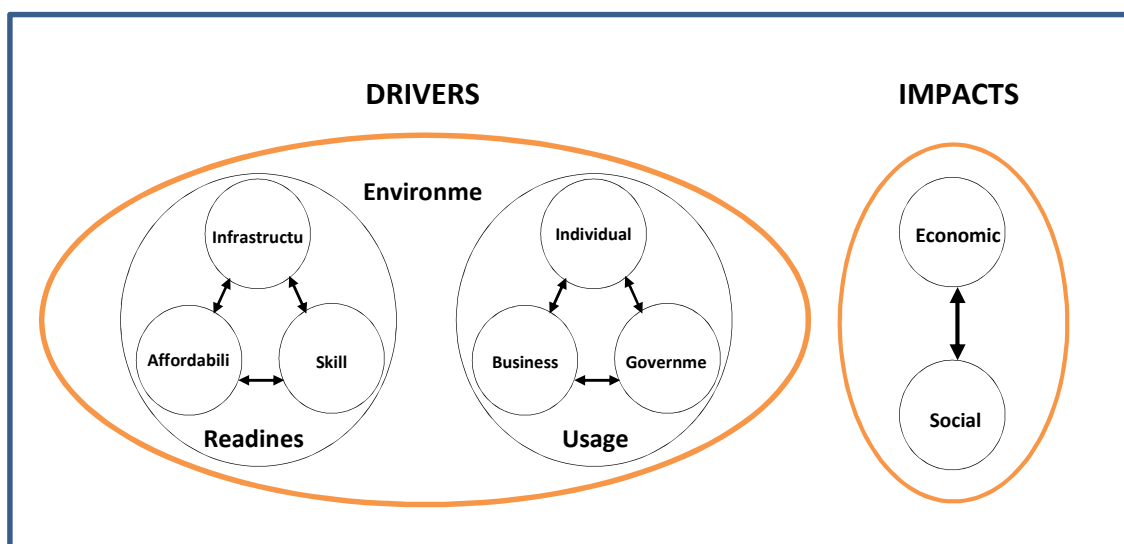 DRIVERS
IMPACTS
Environme
Infrastructu
Individual
Economic
Affordabili
Skill
Business
Governme
Readines
Usage
Social